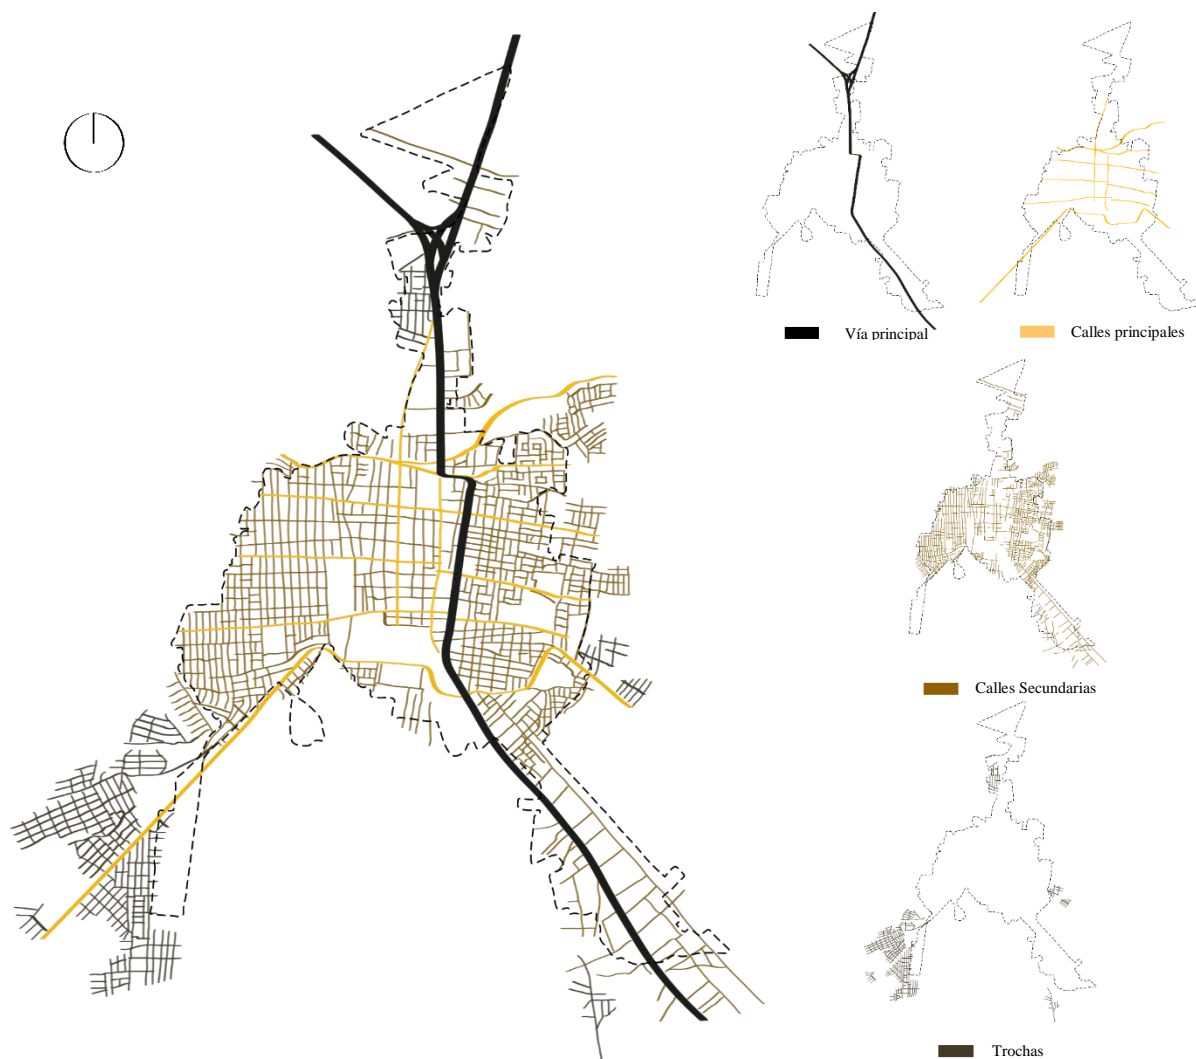 Vía principal
Calles principales
Calles Secundarias
Trochas